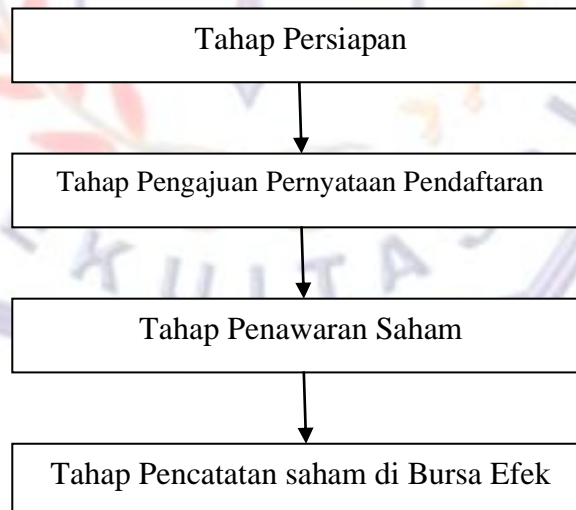 Tahap Persiapan
Tahap Pengajuan Pernyataan Pendaftaran
Tahap Penawaran Saham
Tahap Pencatatan saham di Bursa Efek